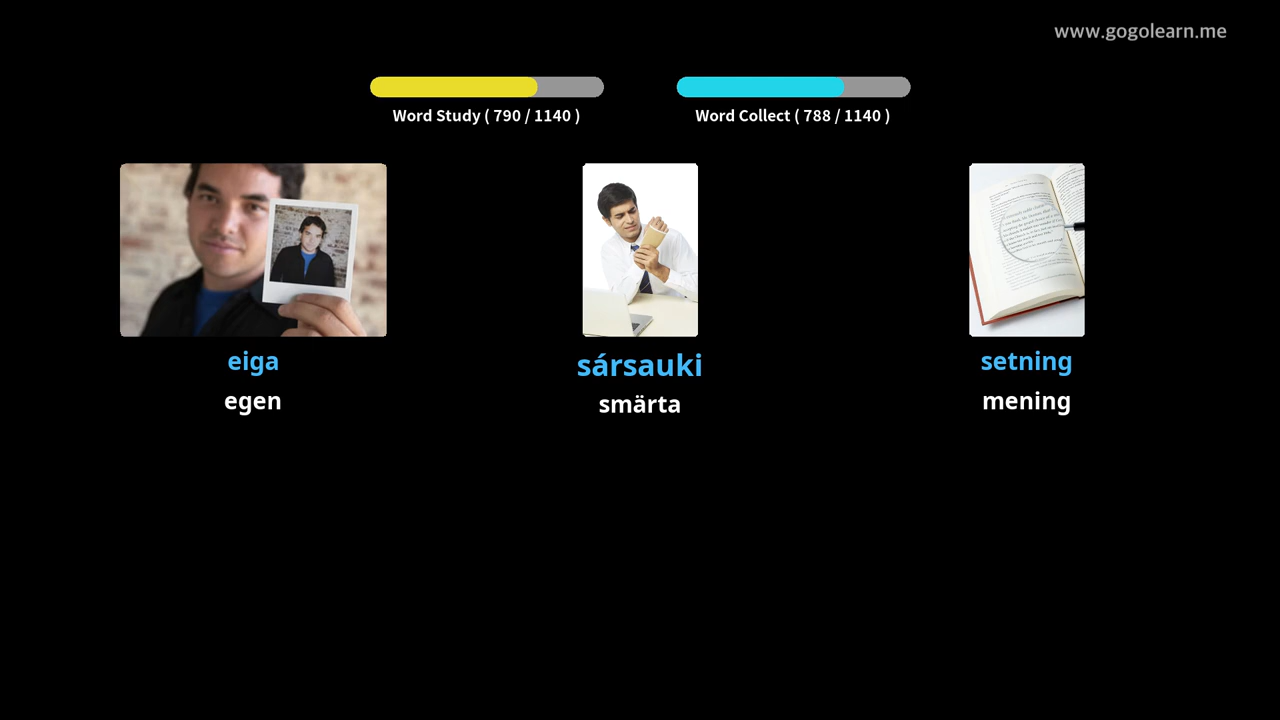 www.gogolearn.me
Word Study ( 790 / 1140 )
Word Collect ( 788 / 1140 )
eiga
egen
sársauki
smärta
setning
mening